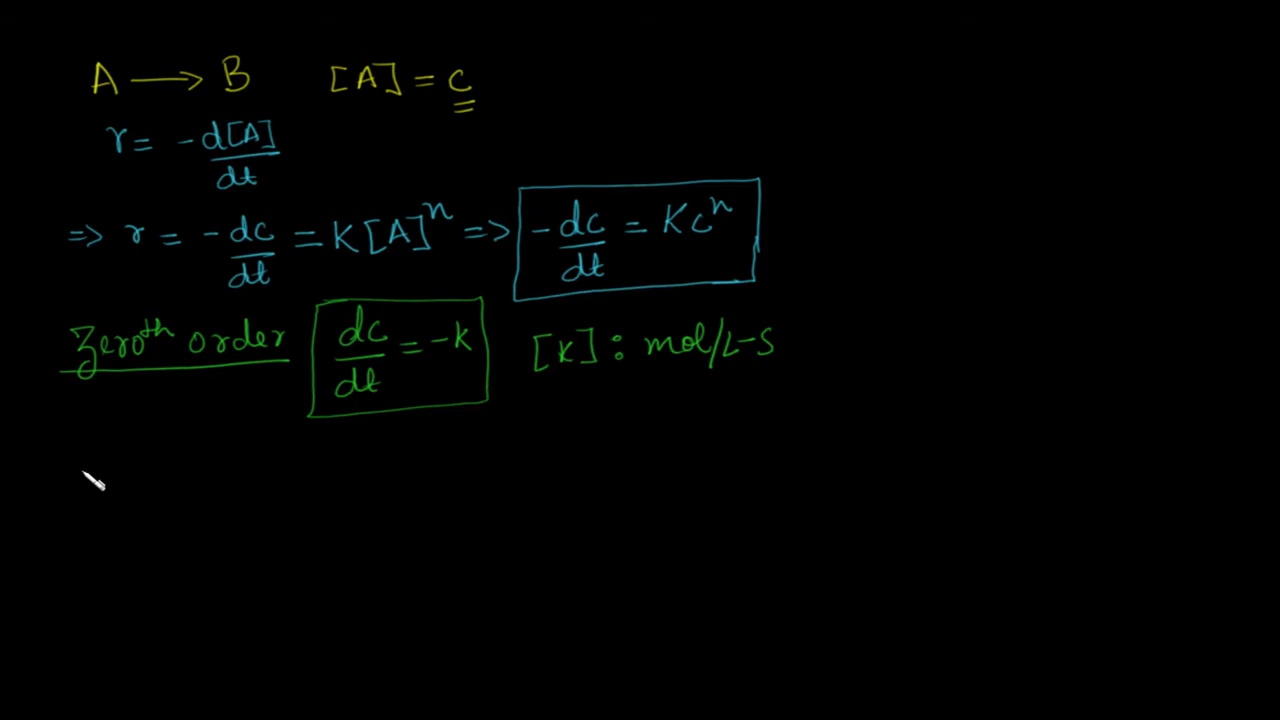 A → B [A] = c
r = -d[A]/dt
=> r = -dc/dt = K[A]^n => -dc/dt = Kc^n
Zeroth order dc/dt = -k [K] : mol/L-S